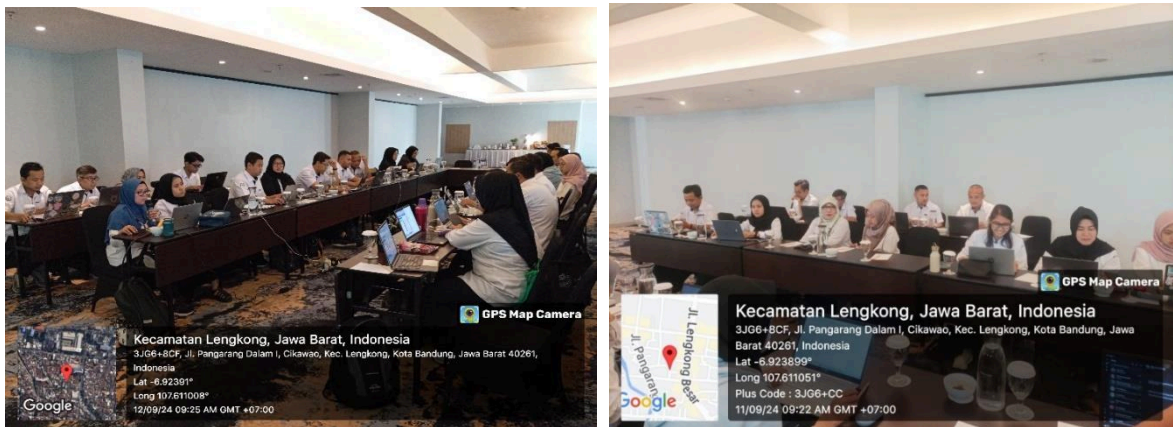 GPS Map Camera
Kecamatan Lengkong, Jawa Barat, Indonesia
3JG6+8CF, Jl. Pangarang Dalam I, Cikawao, Kec. Lengkong, Kota Bandung, Jawa Barat 40261,
Indonesia
Lat -6.92391°
Long 107.611008°
12/09/24 09:25 AM GMT +07:00
Google
GPS Map Camera
Kecamatan Lengkong, Jawa Barat, Indonesia
3JG6+8CF, Jl. Pangarang Dalam I, Cikawao, Kec. Lengkong, Kota Bandung, Jawa
Barat 40261, Indonesia
Lat -6.923899°
Long 107.611051°
Plus Code : 3JG6+CC
11/09/24 09:22 AM GMT +07:00
Jl. Lengkong Besar
Jl. Pangaran
Google